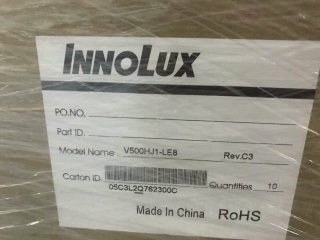 INNOLUX
PO.NO.
Part ID.
Model Name V500HJ1-LE8 Rev.C3
Carton ID. Quantities 10
05C3L2Q762300C
Made In China RoHS